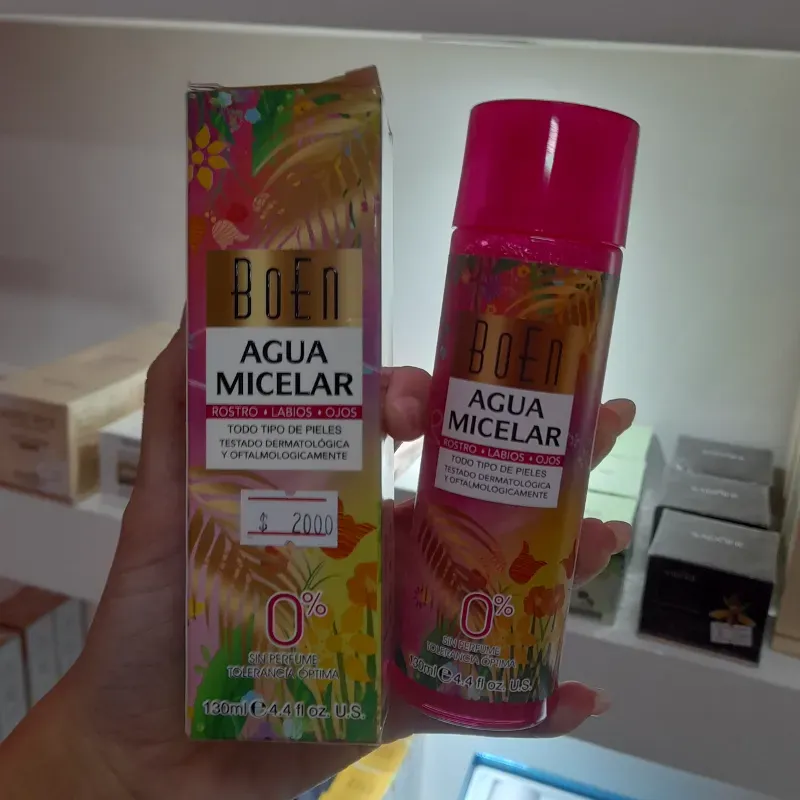 BoEn
AGUA
MICELAR
ROSTRO • LABIOS • OJOS
TODO TIPO DE PIELES
TESTADO DERMATOLÓGICA
Y OFTALMOLOGICAMENTE
$ 2000
0%
SIN PERFUME
TOLERANCIA ÓPTIMA
130ml e 4.4 fl oz. U.S.
BoEn
AGUA
MICELAR
ROSTRO • LABIOS • OJOS
TODO TIPO DE PIELES
TESTADO DERMATOLÓGICA
Y OFTALMOLOGICAMENTE
0%
SIN PERFUME
TOLERANCIA ÓPTIMA
130ml e 4.4 fl oz. U.S.